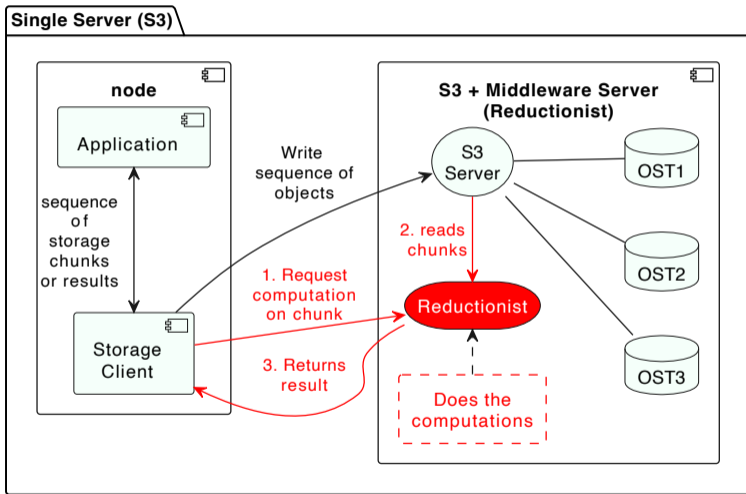 Single Server (S3)
node
Application
sequence
of
storage
chunks
or results
Storage
Client
Write
sequence of
objects
1. Request
computation
on chunk
3. Returns
result
S3 + Middleware Server
(Reductionist)
S3
Server
2. reads
chunks
Reductionist
Does the
computations
OST1
OST2
OST3